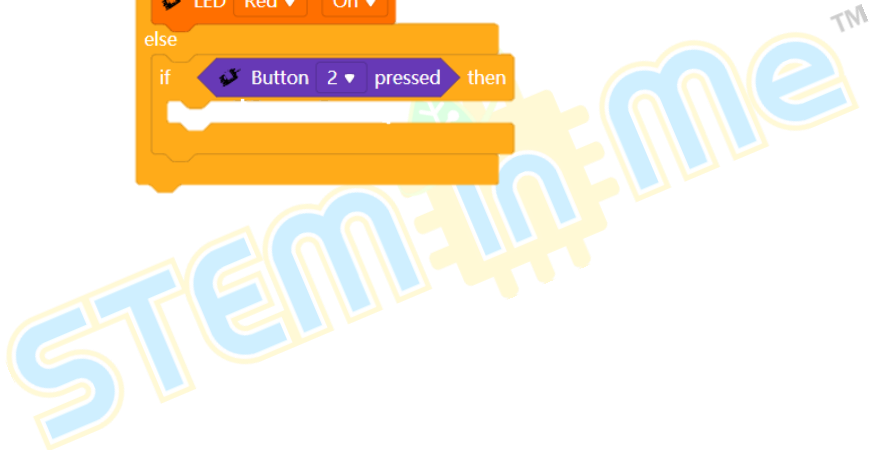 LED Red ▼ On ▼
else
if Button 2 ▼ pressed then
STEM in Me TM